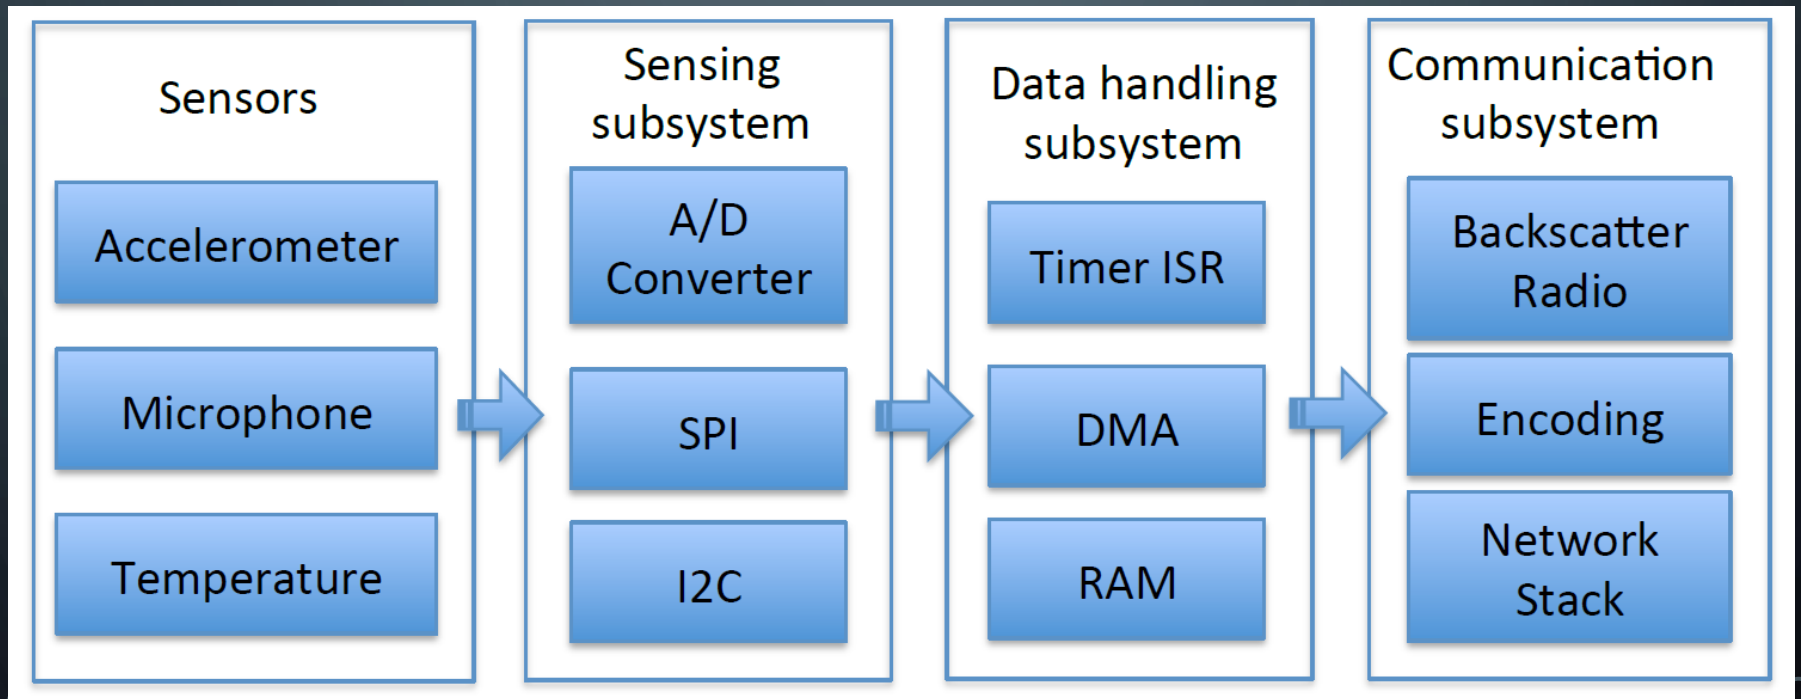 Sensors
Accelerometer
Microphone
Temperature
Sensing
subsystem
A/D
Converter
SPI
I2C
Data handling
subsystem
Timer ISR
DMA
RAM
Communication
subsystem
Backscatter
Radio
Encoding
Network
Stack